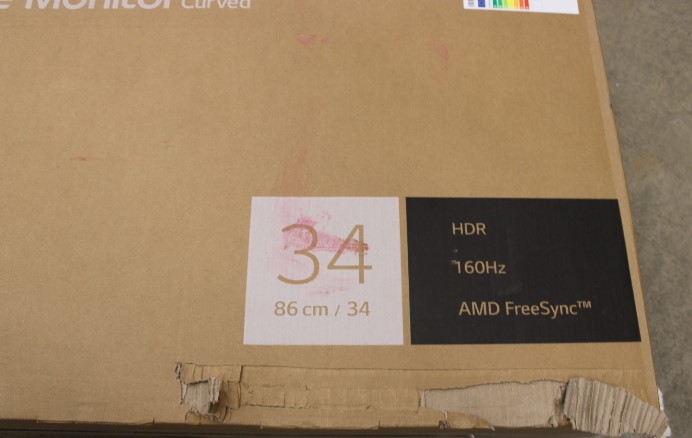 Monitor Curved
34
86 cm / 34
HDR
160Hz
AMD FreeSync™